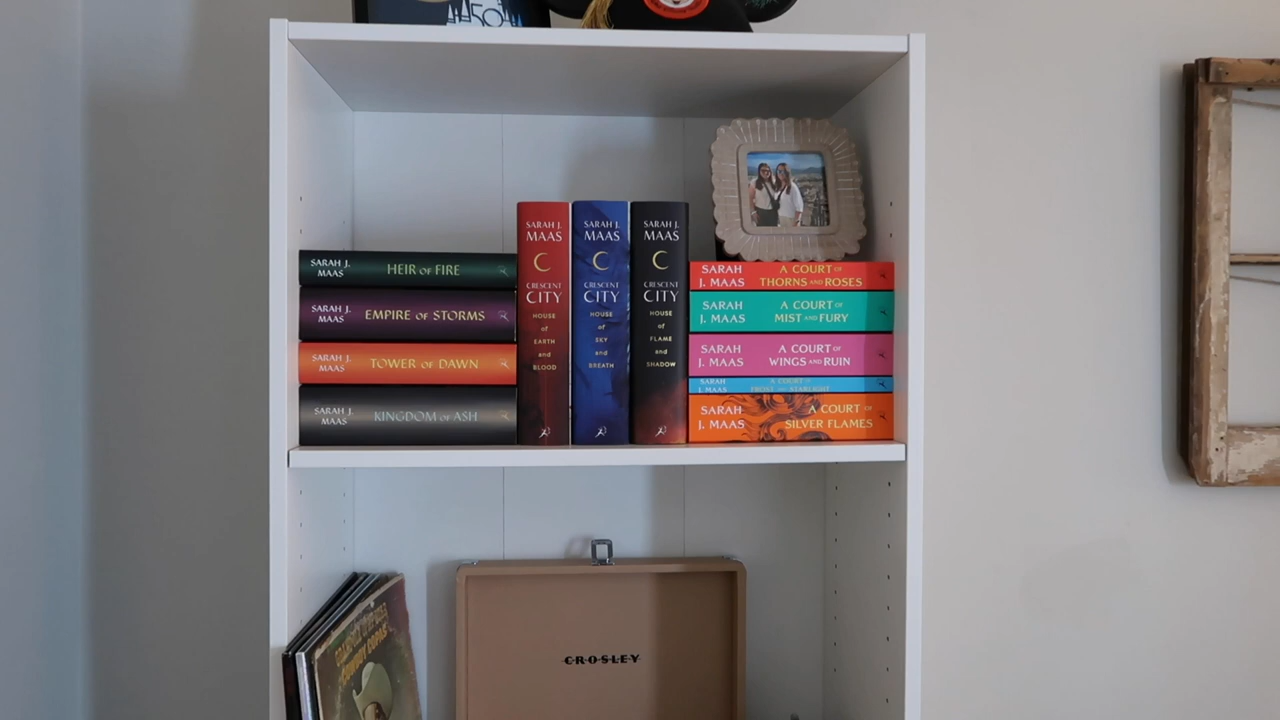 50
SARAH J.
MAAS
HEIR OF FIRE
SARAH J.
MAAS
EMPIRE OF STORMS
SARAH J.
MAAS
TOWER OF DAWN
SARAH J.
MAAS
KINGDOM OF ASH
SARAH J.
MAAS
CRESCENT
CITY
HOUSE
of
EARTH
and
BLOOD
SARAH J.
MAAS
CRESCENT
CITY
HOUSE
of
SKY
and
BREATH
SARAH J.
MAAS
CRESCENT
CITY
HOUSE
of
FLAME
and
SHADOW
SARAH
J. MAAS
A COURT OF
THORNS AND ROSES
SARAH
J. MAAS
A COURT OF
MIST AND FURY
SARAH
J. MAAS
A COURT OF
WINGS AND RUIN
SARAH
J. MAAS
A COURT OF
FROST AND STARLIGHT
SARAH
J. MAAS
A COURT OF
SILVER FLAMES
CROSLEY